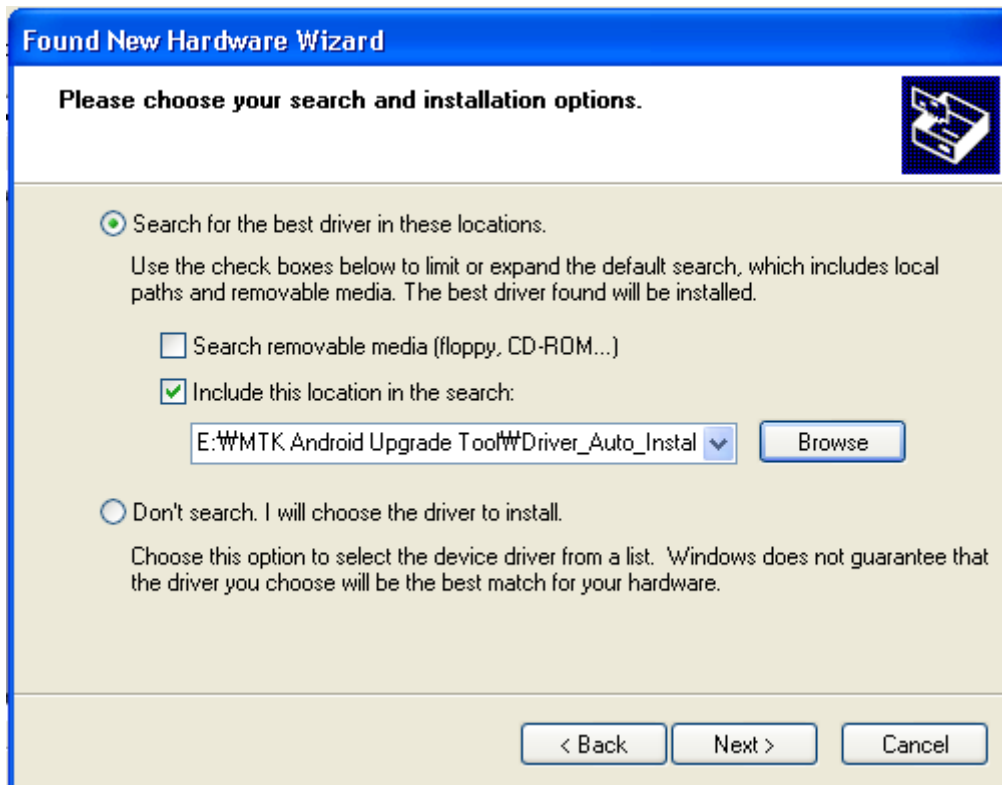 Found New Hardware Wizard
Please choose your search and installation options.
Search for the best driver in these locations.
Use the check boxes below to limit or expand the default search, which includes local
paths and removable media. The best driver found will be installed.
Search removable media (floppy, CD-ROM...)
Include this location in the search:
E:₩MTK Android Upgrade Tool₩Driver_Auto_Instal
Browse
Don't search. I will choose the driver to install.
Choose this option to select the device driver from a list. Windows does not guarantee that
the driver you choose will be the best match for your hardware.
< Back Next > Cancel